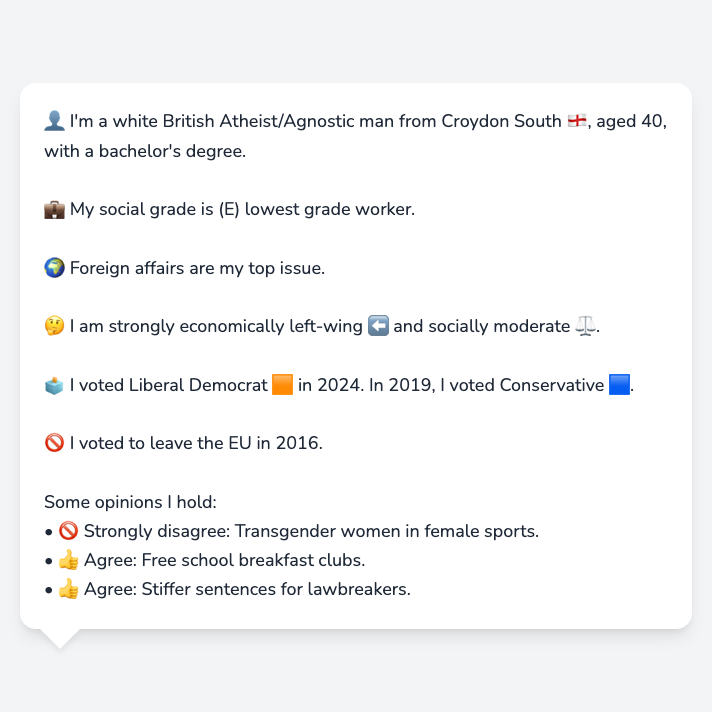 👤 I'm a white British Atheist/Agnostic man from Croydon South 🏴󠁧󠁢󠁥󠁮󠁧󠁿, aged 40,
with a bachelor's degree.
💼 My social grade is (E) lowest grade worker.
🌍 Foreign affairs are my top issue.
🤔 I am strongly economically left-wing ⬅️ and socially moderate ⚖️.
🗳️ I voted Liberal Democrat 🟧 in 2024. In 2019, I voted Conservative 🟦.
🚫 I voted to leave the EU in 2016.
Some opinions I hold:
• 🚫 Strongly disagree: Transgender women in female sports.
• 👍 Agree: Free school breakfast clubs.
• 👍 Agree: Stiffer sentences for lawbreakers.